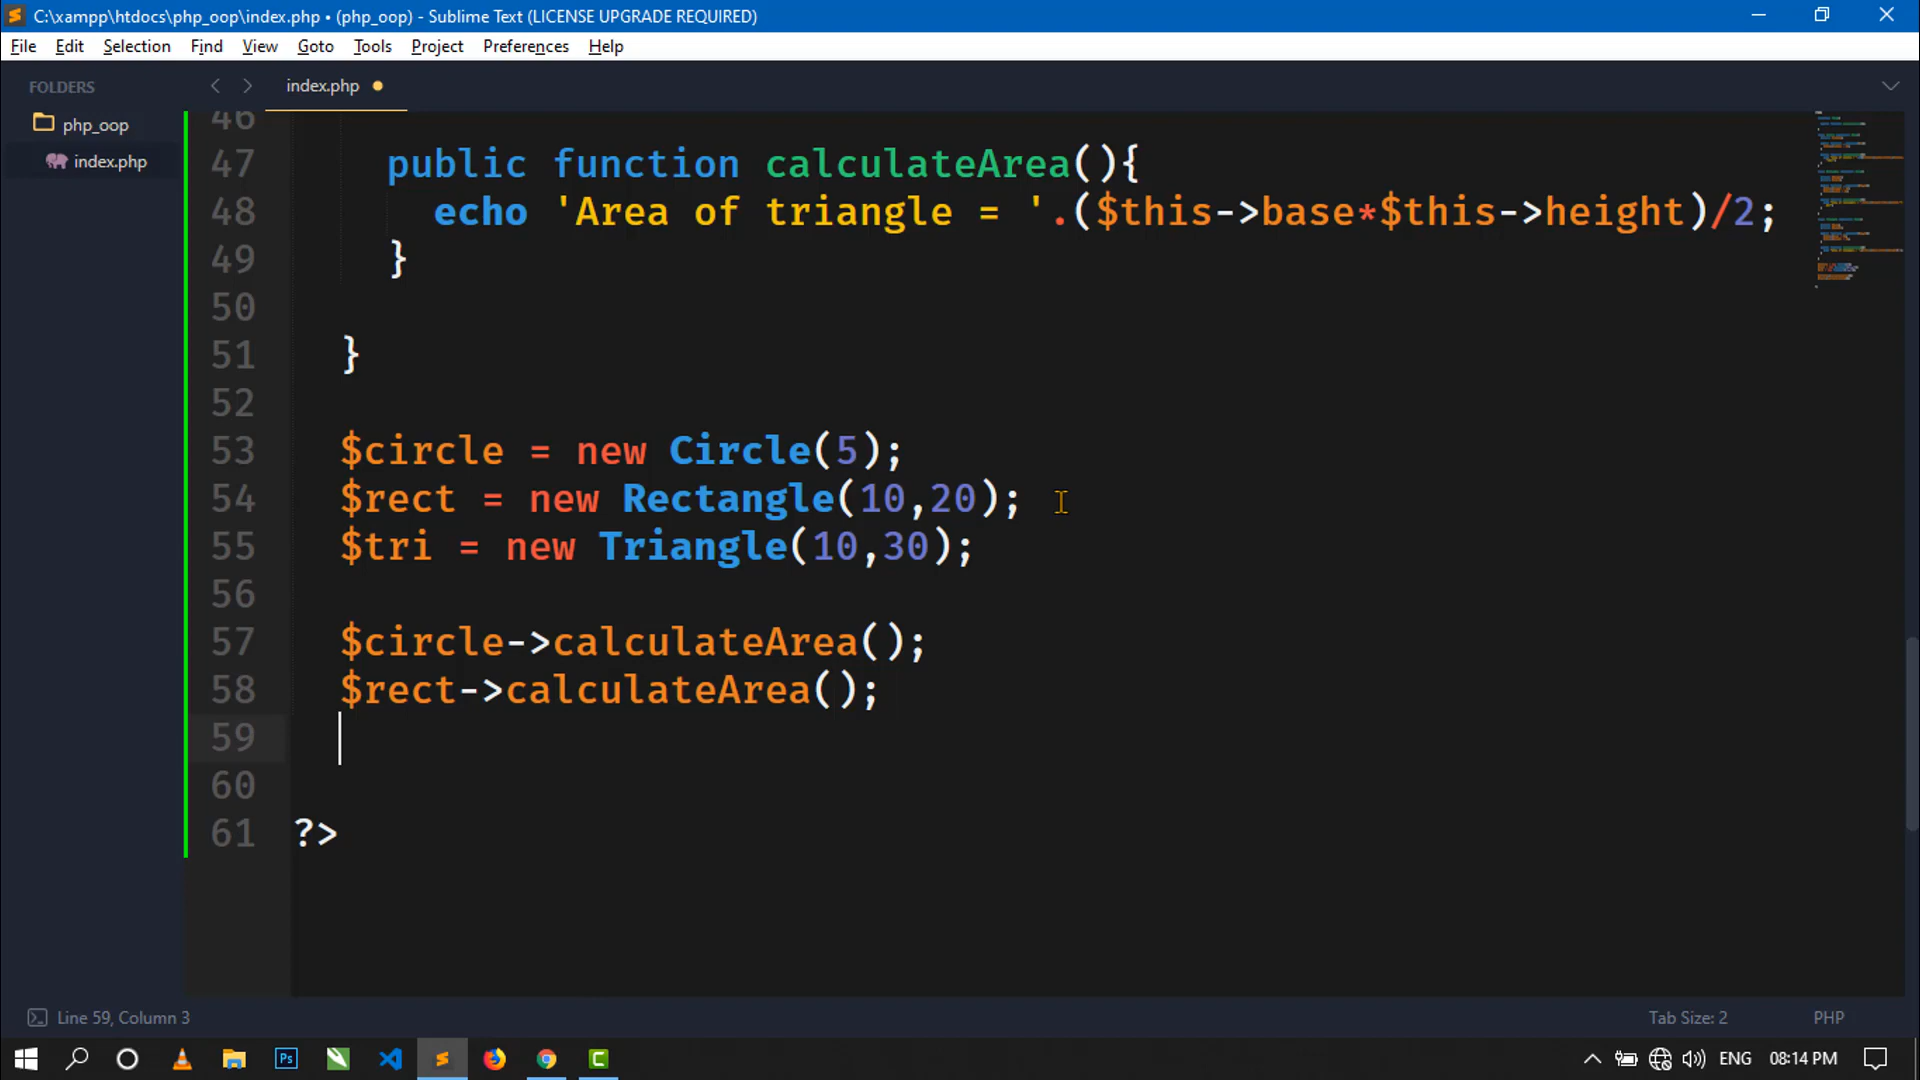 C:\xampp\htdocs\php_oop\index.php • (php_oop) - Sublime Text (LICENSE UPGRADE REQUIRED)
File Edit Selection Find View Goto Tools Project Preferences Help
FOLDERS
php_oop
index.php
index.php
46
47 public function calculateArea(){
48 echo 'Area of triangle = '.($this->base*$this->height)/2;
49 }
50
51 }
52
53 $circle = new Circle(5);
54 $rect = new Rectangle(10,20);
55 $tri = new Triangle(10,30);
56
57 $circle->calculateArea();
58 $rect->calculateArea();
59
60
61 ?>
Line 59, Column 3
Tab Size: 2
PHP
Ps
ENG
08:14 PM